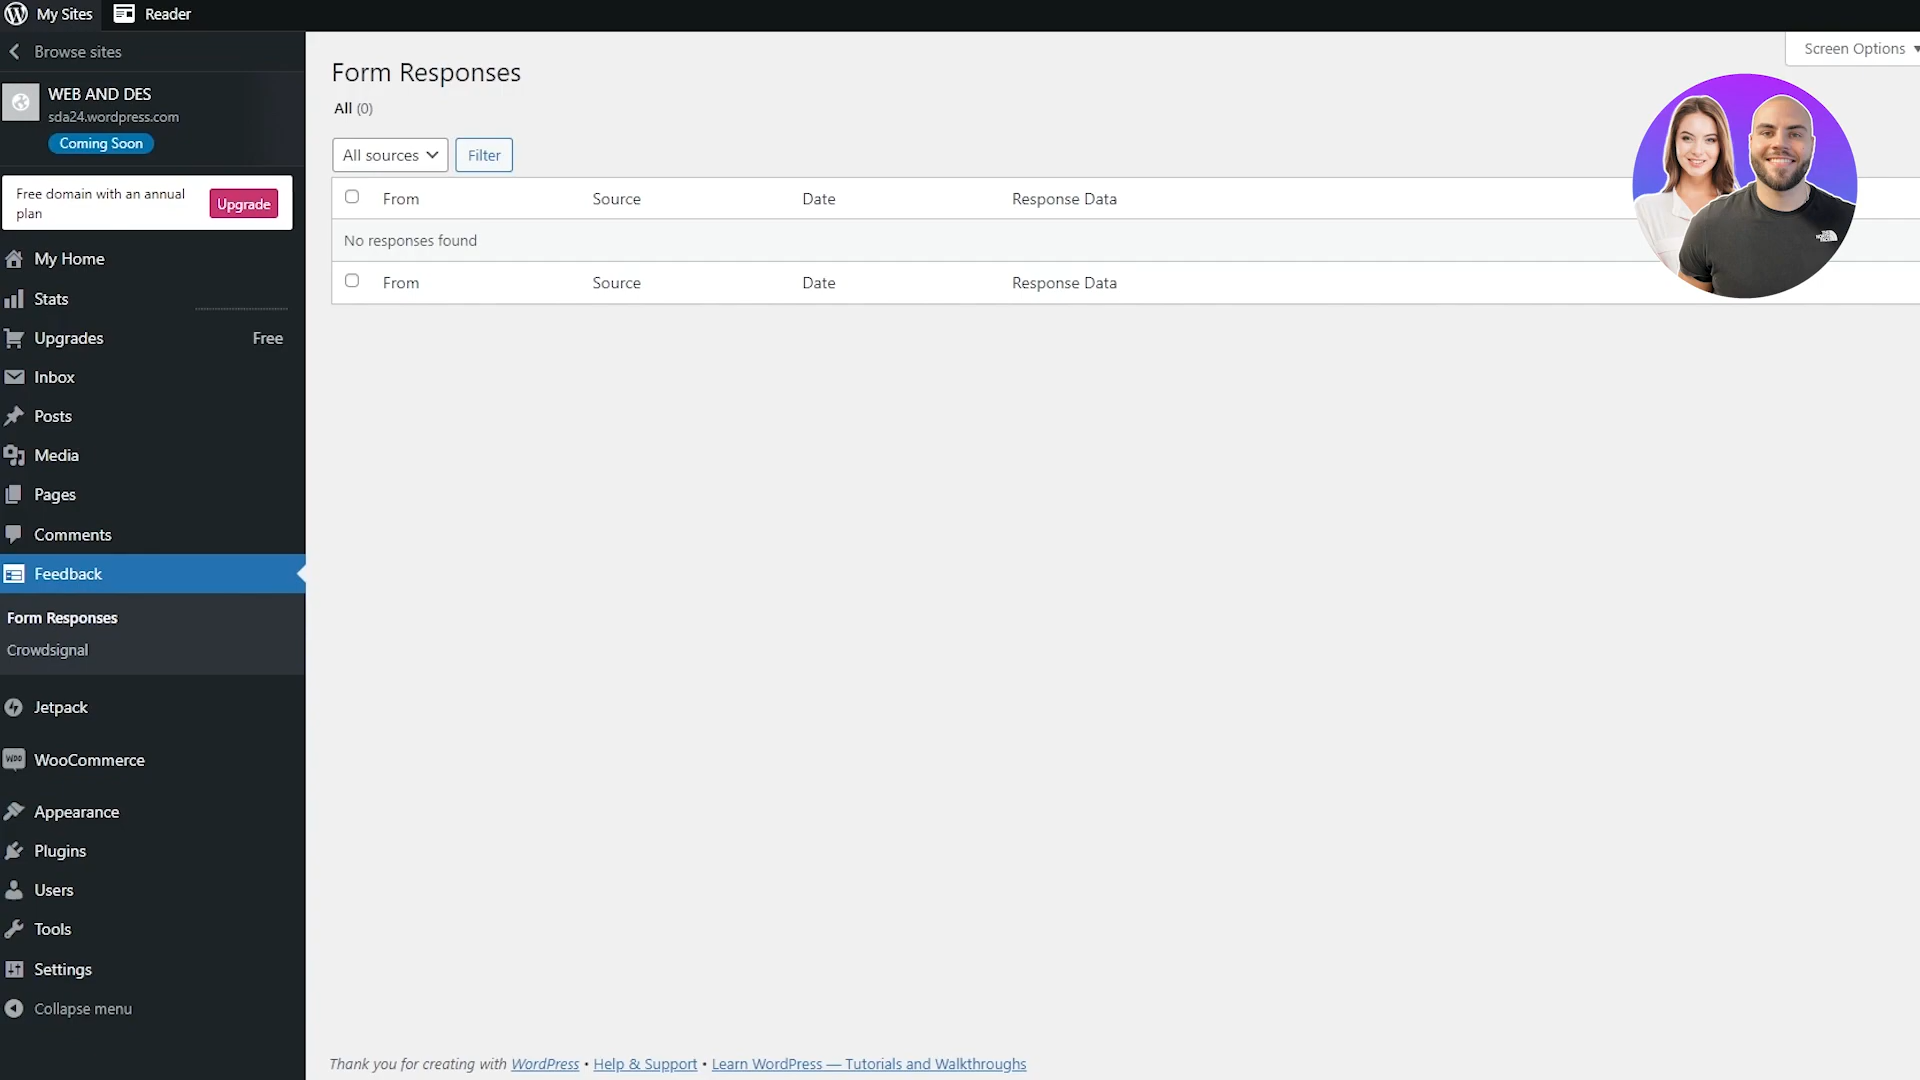 My Sites
Reader
Browse sites
Screen Options
WEB AND DES
sda24.wordpress.com
Coming Soon
Free domain with an annual
plan
Upgrade
My Home
Stats
Upgrades Free
Inbox
Posts
Media
Pages
Comments
Feedback
Form Responses
Crowdsignal
Jetpack
WooCommerce
Appearance
Plugins
Users
Tools
Settings
Collapse menu
Form Responses
All (0)
All sources
Filter
From Source Date Response Data
No responses found
From Source Date Response Data
Thank you for creating with WordPress • Help & Support • Learn WordPress — Tutorials and Walkthroughs